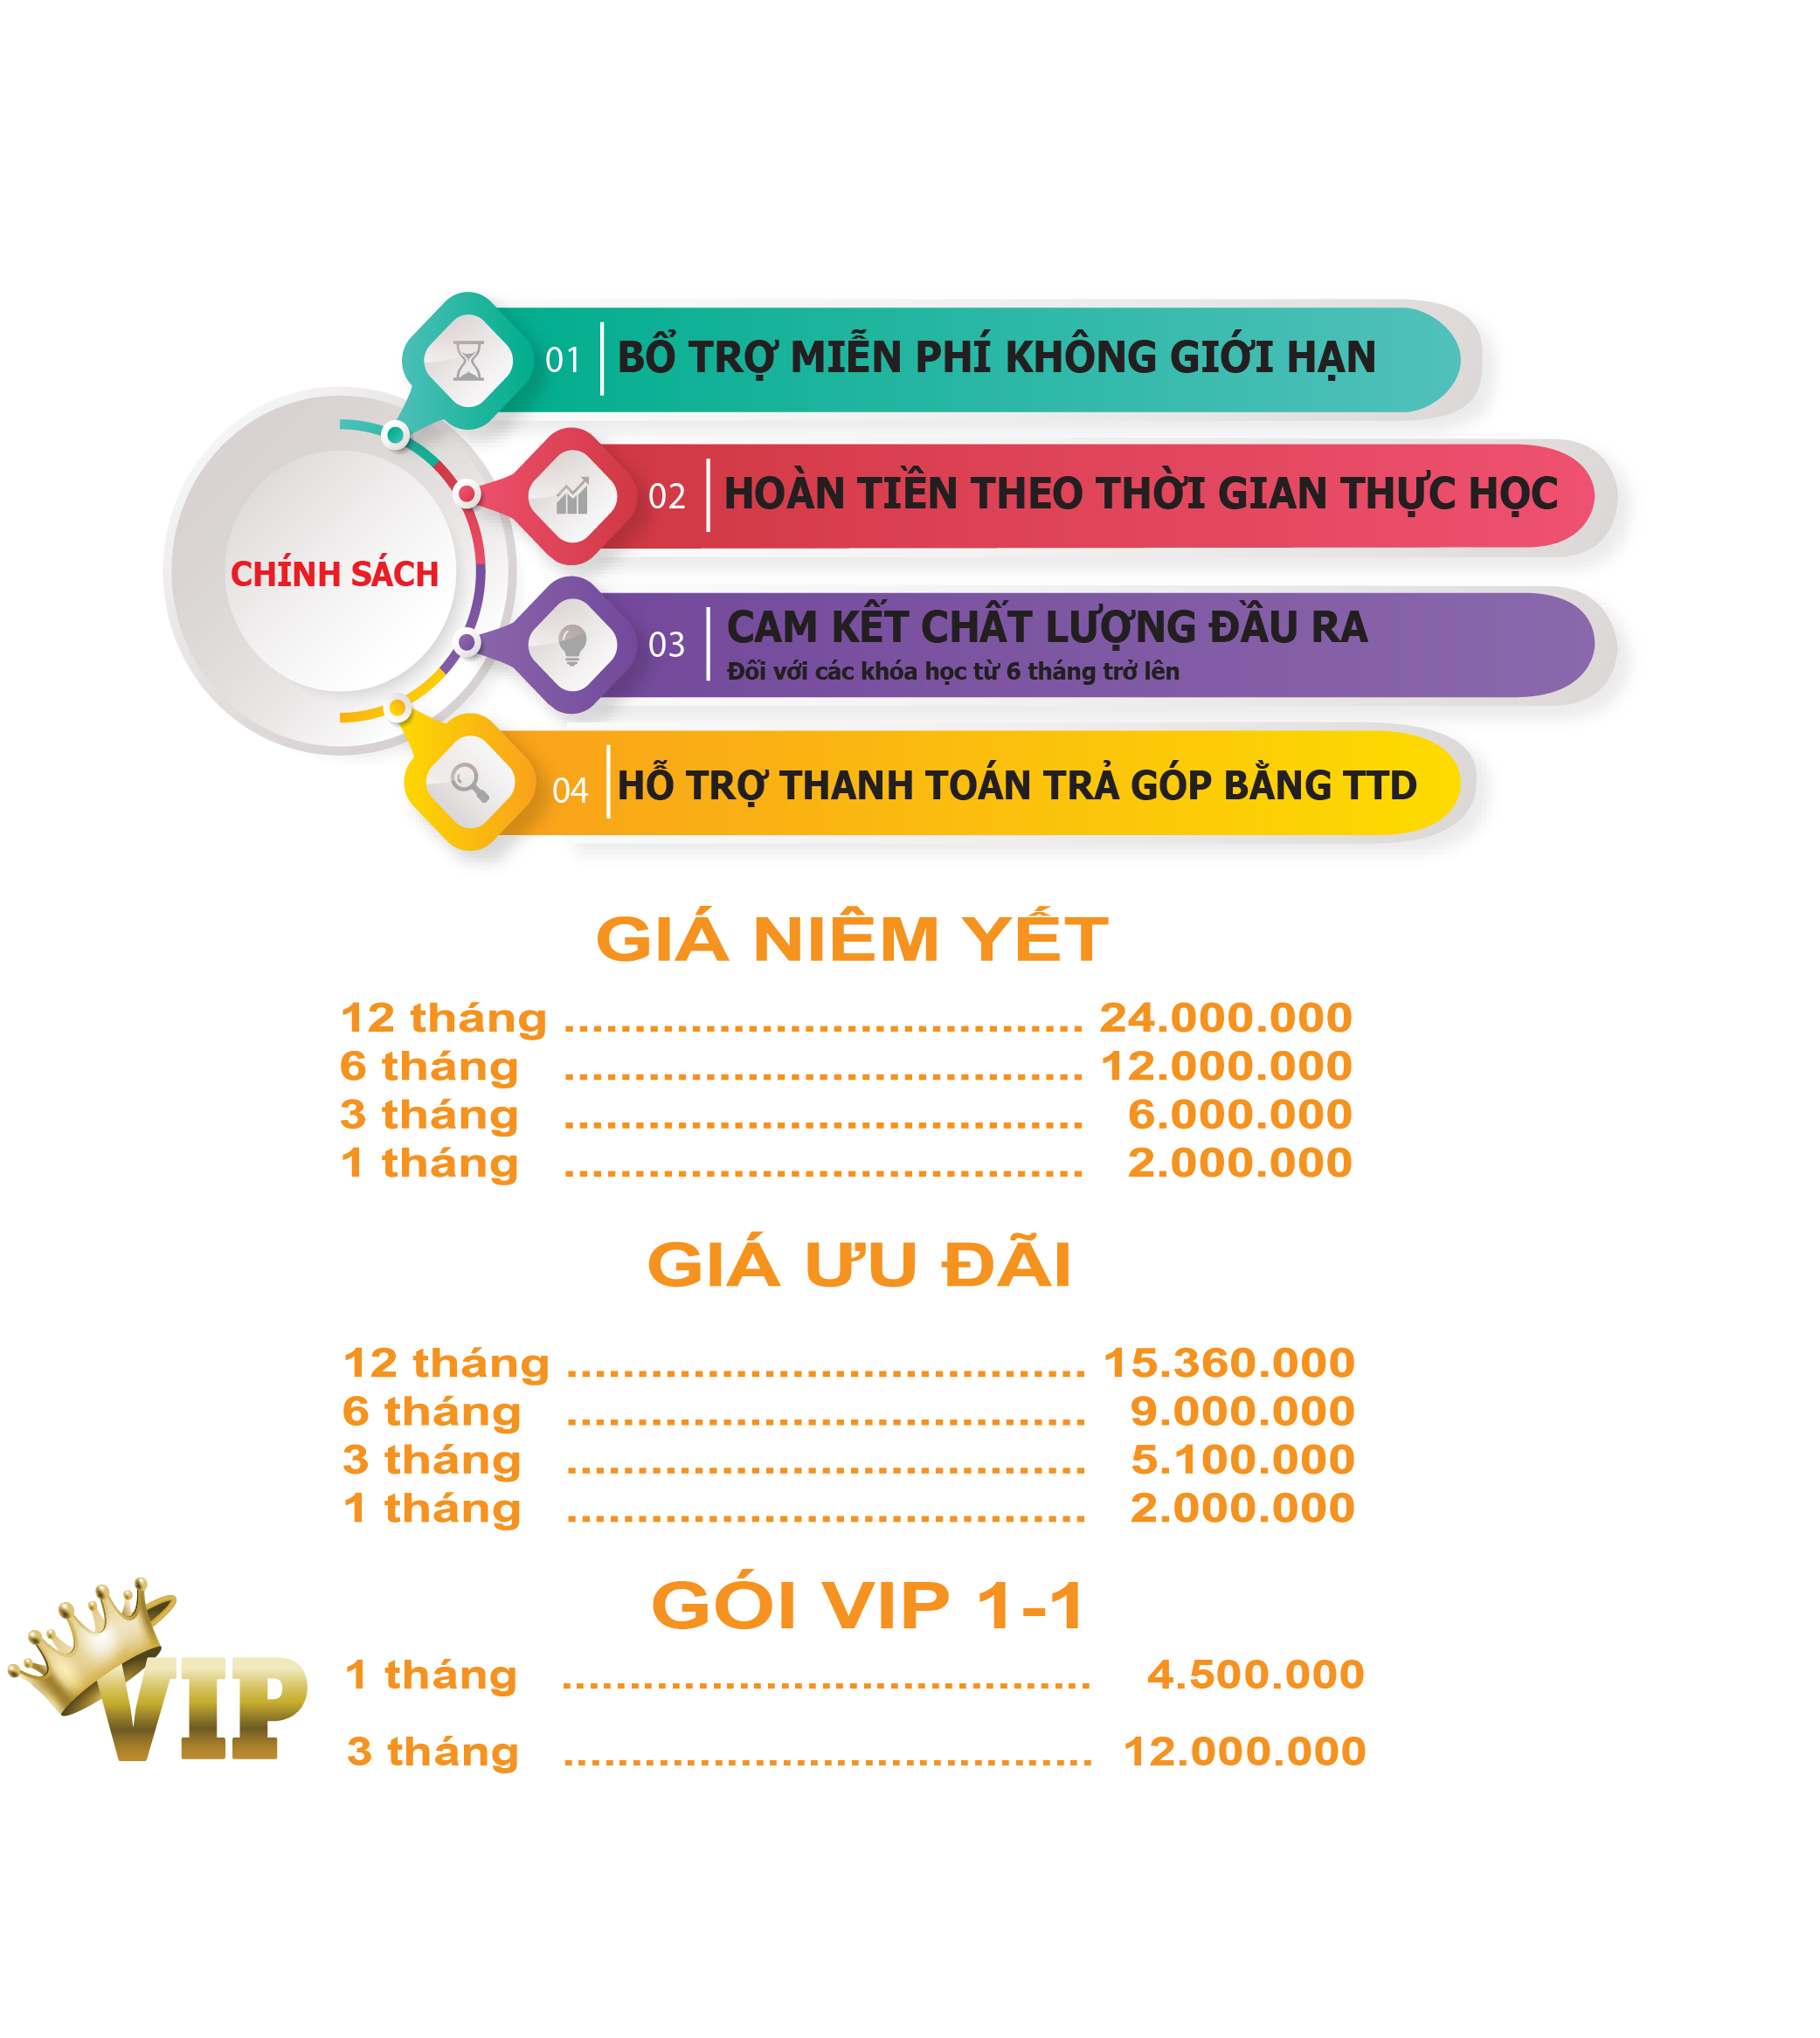 01 BỔ TRỢ MIỄN PHÍ KHÔNG GIỚI HẠN
02 HOÀN TIỀN THEO THỜI GIAN THỰC HỌC
CHÍNH SÁCH
03 CAM KẾT CHẤT LƯỢNG ĐẦU RA
Đối với các khóa học từ 6 tháng trở lên
04 HỖ TRỢ THANH TOÁN TRẢ GÓP BẰNG TTD
GIÁ NIÊM YẾT
12 tháng ..................................... 24.000.000
6 tháng ..................................... 12.000.000
3 tháng ..................................... 6.000.000
1 tháng ..................................... 2.000.000
GIÁ ƯU ĐÃI
12 tháng ..................................... 15.360.000
6 tháng ..................................... 9.000.000
3 tháng ..................................... 5.100.000
1 tháng ..................................... 2.000.000
GÓI VIP 1-1
VIP
1 tháng ....................................... 4.500.000
3 tháng ....................................... 12.000.000